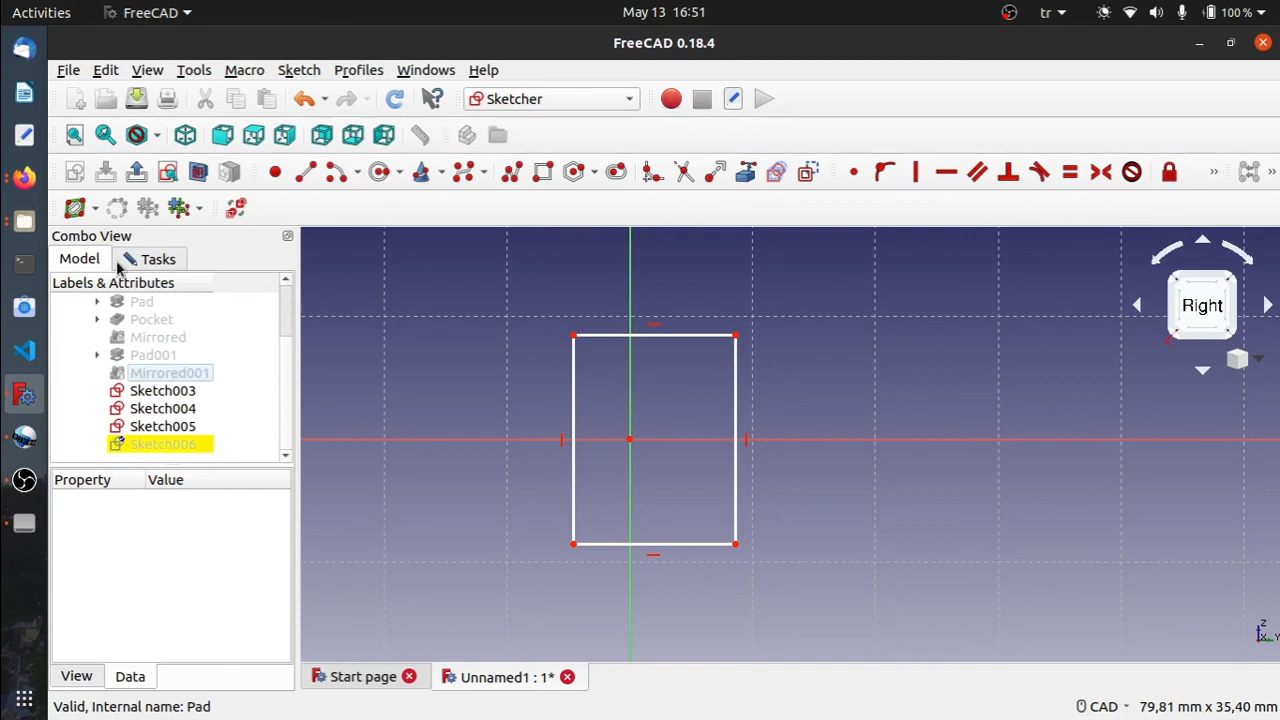 Activities FreeCAD May 13 16:51 tr 100 %
FreeCAD 0.18.4
File Edit View Tools Macro Sketch Profiles Windows Help
Sketcher
»
»
Combo View
Model Tasks
Labels & Attributes
Pad
Pocket
Mirrored
Pad001
Mirrored001
Sketch003
Sketch004
Sketch005
Sketch006
Right
X
Property Value
Z
X Y
View Data
Start page Unnamed1 : 1*
Valid, Internal name: Pad CAD 79,81 mm x 35,40 mm